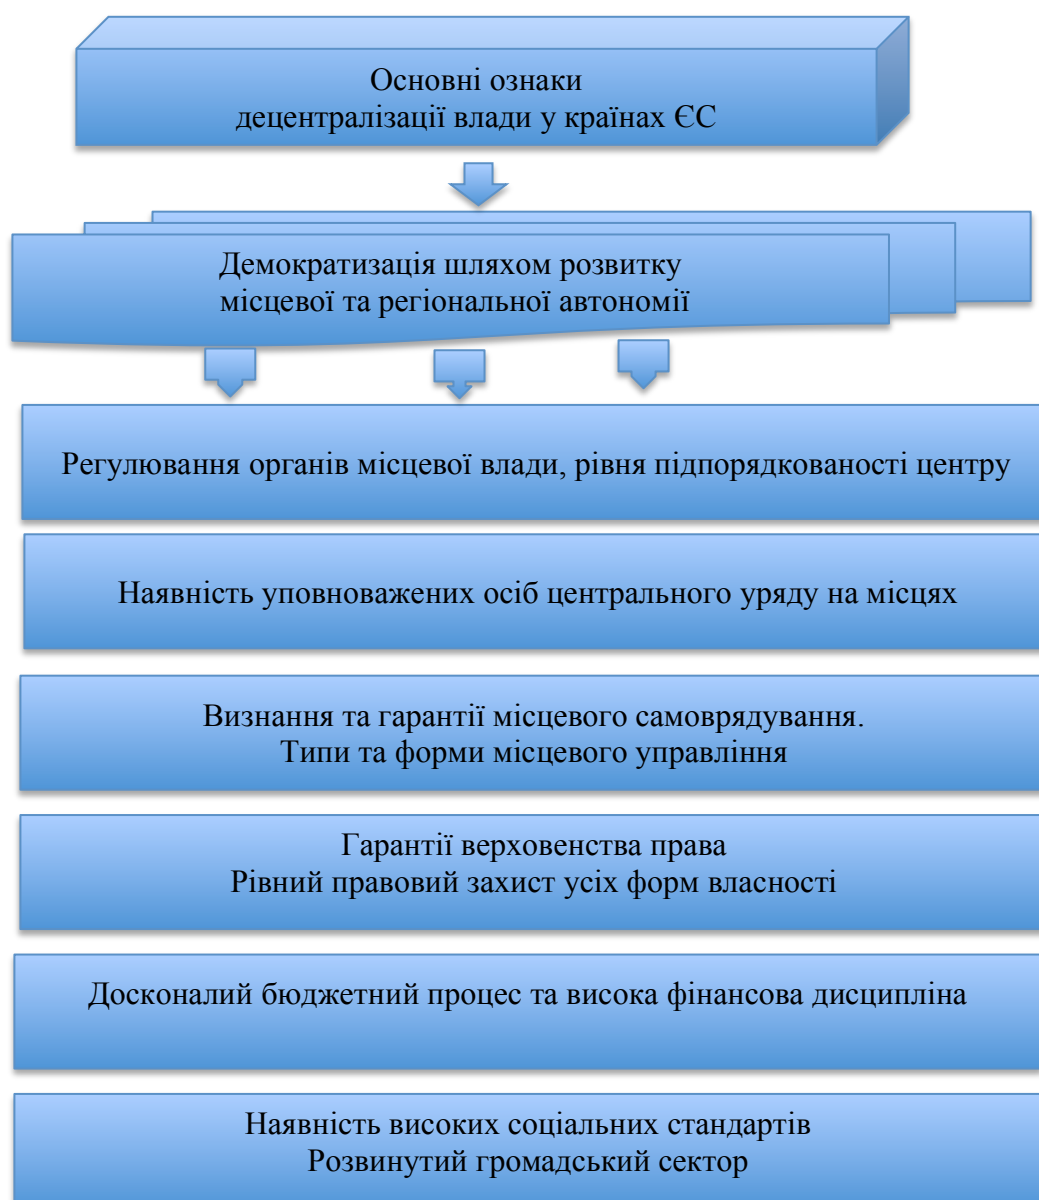 Основні ознаки
децентралізації влади у країнах ЄС
Демократизація шляхом розвитку
місцевої та регіональної автономії
Регулювання органів місцевої влади, рівня підпорядкованості центру
Наявність уповноважених осіб центрального уряду на місцях
Визнання та гарантії місцевого самоврядування.
Типи та форми місцевого управління
Гарантії верховенства права
Рівний правовий захист усіх форм власності
Досконалий бюджетний процес та висока фінансова дисципліна
Наявність високих соціальних стандартів
Розвинутий громадський сектор